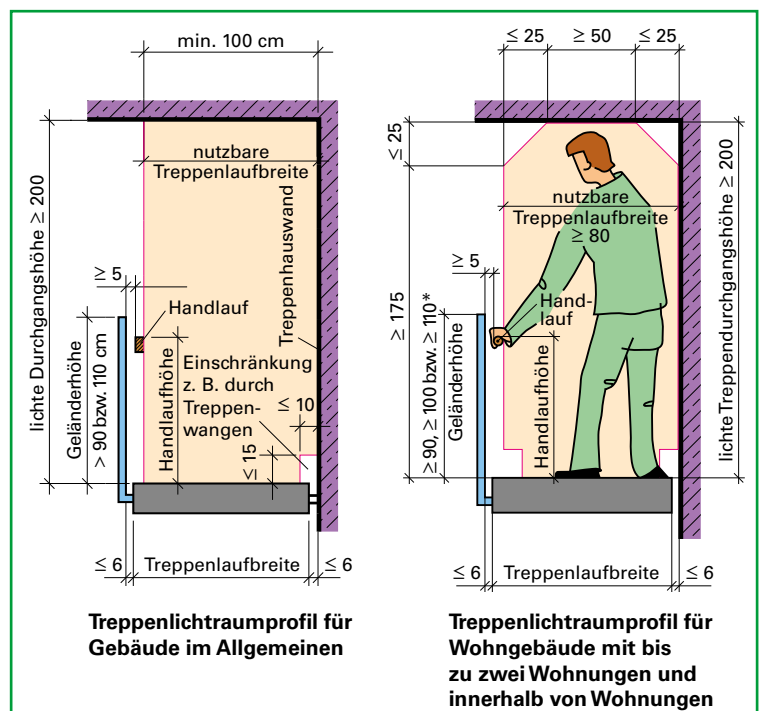 min. 100 cm
nutzbare
Treppenlaufbreite
lichte Durchgangshöhe ≥ 200
≥ 5
Handlauf
Treppenhauswand
Geländerhöhe
> 90 bzw. 110 cm
Handlaufhöhe
Einschränkung
z. B. durch
Treppen-
wangen
≤ 10
≤ 15
≤ 6
Treppenlaufbreite
≤ 6
Treppenlichtraumprofil für
Gebäude im Allgemeinen
≤ 25
≥ 50
≤ 25
≤ 25
nutzbare
Treppenlaufbreite
≥ 80
≥ 5
Hand-
lauf
≥ 175
≥ 90, ≥ 100 bzw. ≥ 110*
Geländerhöhe
Handlaufhöhe
lichte Treppendurchgangshöhe ≥ 200
≤ 6
Treppenlaufbreite
≤ 6
Treppenlichtraumprofil für
Wohngebäude mit bis
zu zwei Wohnungen und
innerhalb von Wohnungen